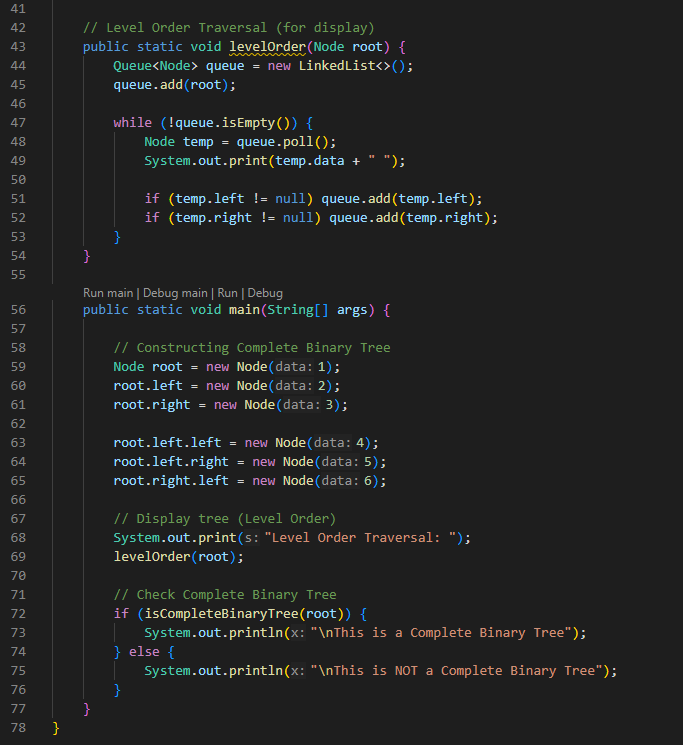 41
42 // Level Order Traversal (for display)
43 public static void levelOrder(Node root) {
44 Queue<Node> queue = new LinkedList<>();
45 queue.add(root);
46
47 while (!queue.isEmpty()) {
48 Node temp = queue.poll();
49 System.out.print(temp.data + " ");
50
51 if (temp.left != null) queue.add(temp.left);
52 if (temp.right != null) queue.add(temp.right);
53 }
54 }
55
Run main | Debug main | Run | Debug
56 public static void main(String[] args) {
57
58 // Constructing Complete Binary Tree
59 Node root = new Node(data: 1);
60 root.left = new Node(data: 2);
61 root.right = new Node(data: 3);
62
63 root.left.left = new Node(data: 4);
64 root.left.right = new Node(data: 5);
65 root.right.left = new Node(data: 6);
66
67 // Display tree (Level Order)
68 System.out.print(s: "Level Order Traversal: ");
69 levelOrder(root);
70
71 // Check Complete Binary Tree
72 if (isCompleteBinaryTree(root)) {
73 System.out.println(x: "\nThis is a Complete Binary Tree");
74 } else {
75 System.out.println(x: "\nThis is NOT a Complete Binary Tree");
76 }
77 }
78 }